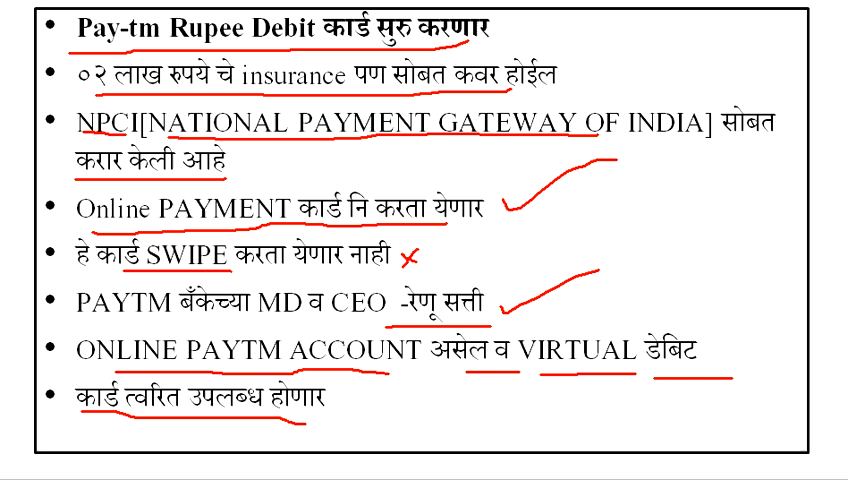 • Pay-tm Rupee Debit कार्ड सुरु करणार
• ०२ लाख रुपये चे insurance पण सोबत कवर होईल
• NPCI[NATIONAL PAYMENT GATEWAY OF INDIA] सोबत
करार केली आहे
• Online PAYMENT कार्ड नि करता येणार
• हे कार्ड SWIPE करता येणार नाही
• PAYTM बँकेच्या MD व CEO -रेणू सत्ती
• ONLINE PAYTM ACCOUNT असेल व VIRTUAL डेबिट
• कार्ड त्वरित उपलब्ध होणार